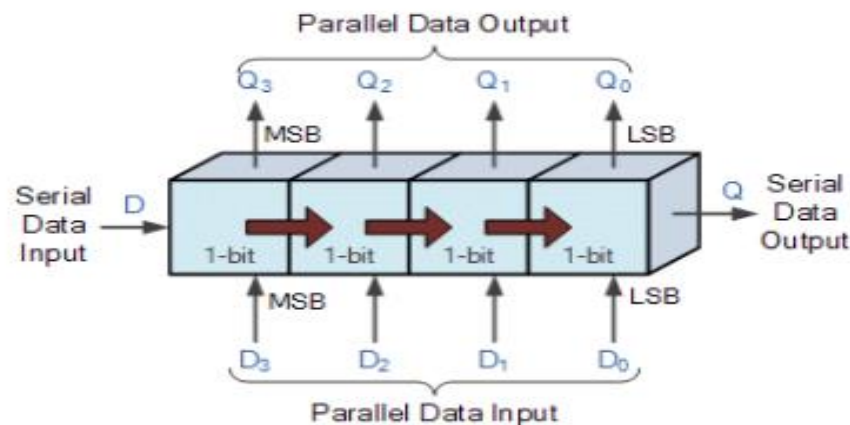 Parallel Data Output
Q₃ Q₂ Q₁ Q₀
MSB LSB
Serial
Data
Input
D
Q
Serial
Data
Output
1-bit 1-bit 1-bit 1-bit
MSB LSB
D₃ D₂ D₁ D₀
Parallel Data Input